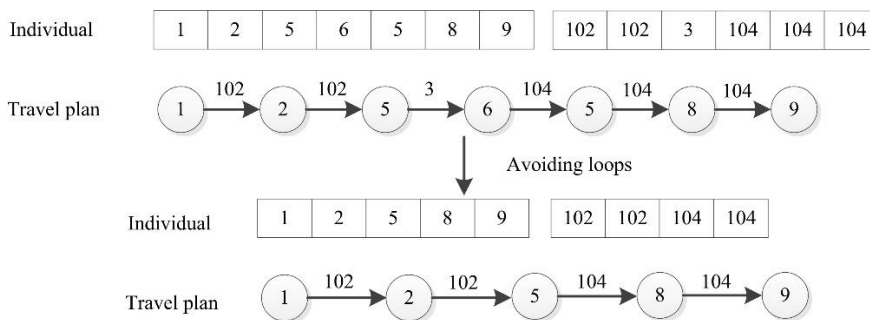 Individual 1 2 5 6 5 8 9 102 102 3 104 104 104
102 102 3 104 104 104
Travel plan 1 2 5 6 5 8 9
Avoiding loops
Individual 1 2 5 8 9 102 102 104 104
102 102 104 104
Travel plan 1 2 5 8 9